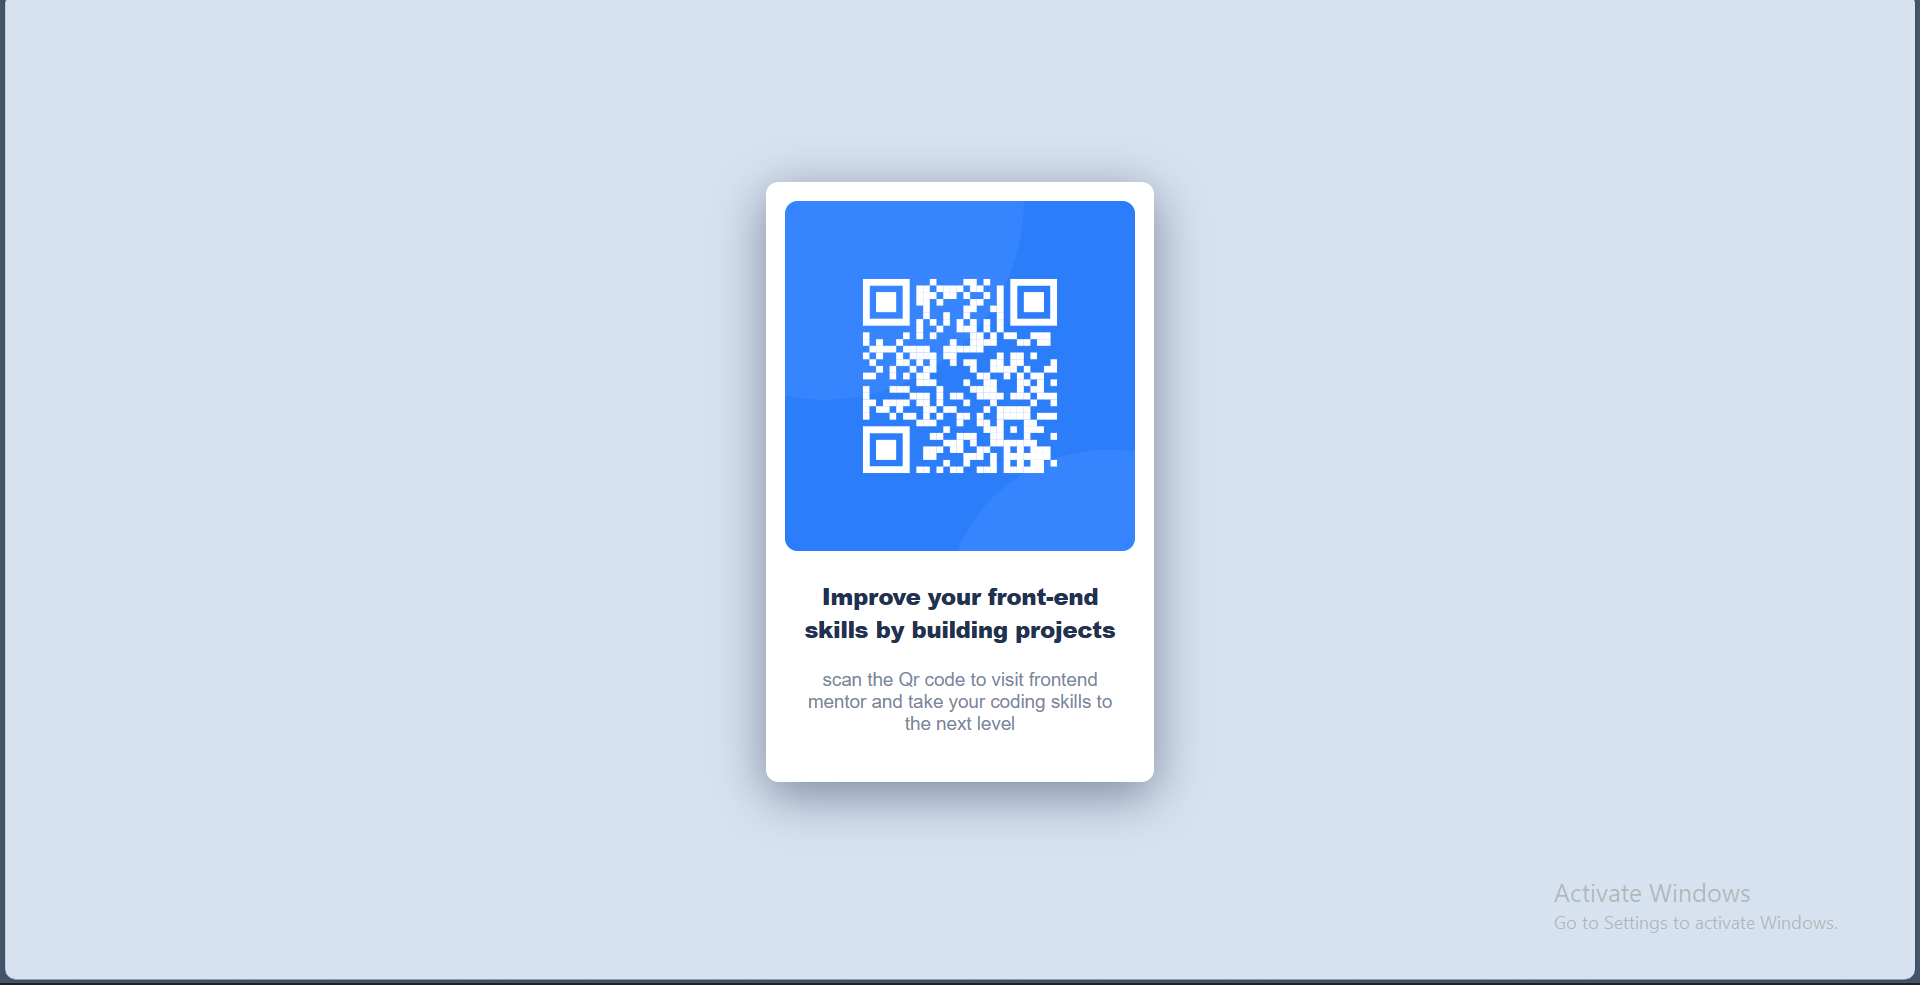 Improve your front-end
skills by building projects
scan the Qr code to visit frontend
mentor and take your coding skills to
the next level
Activate Windows
Go to Settings to activate Windows.